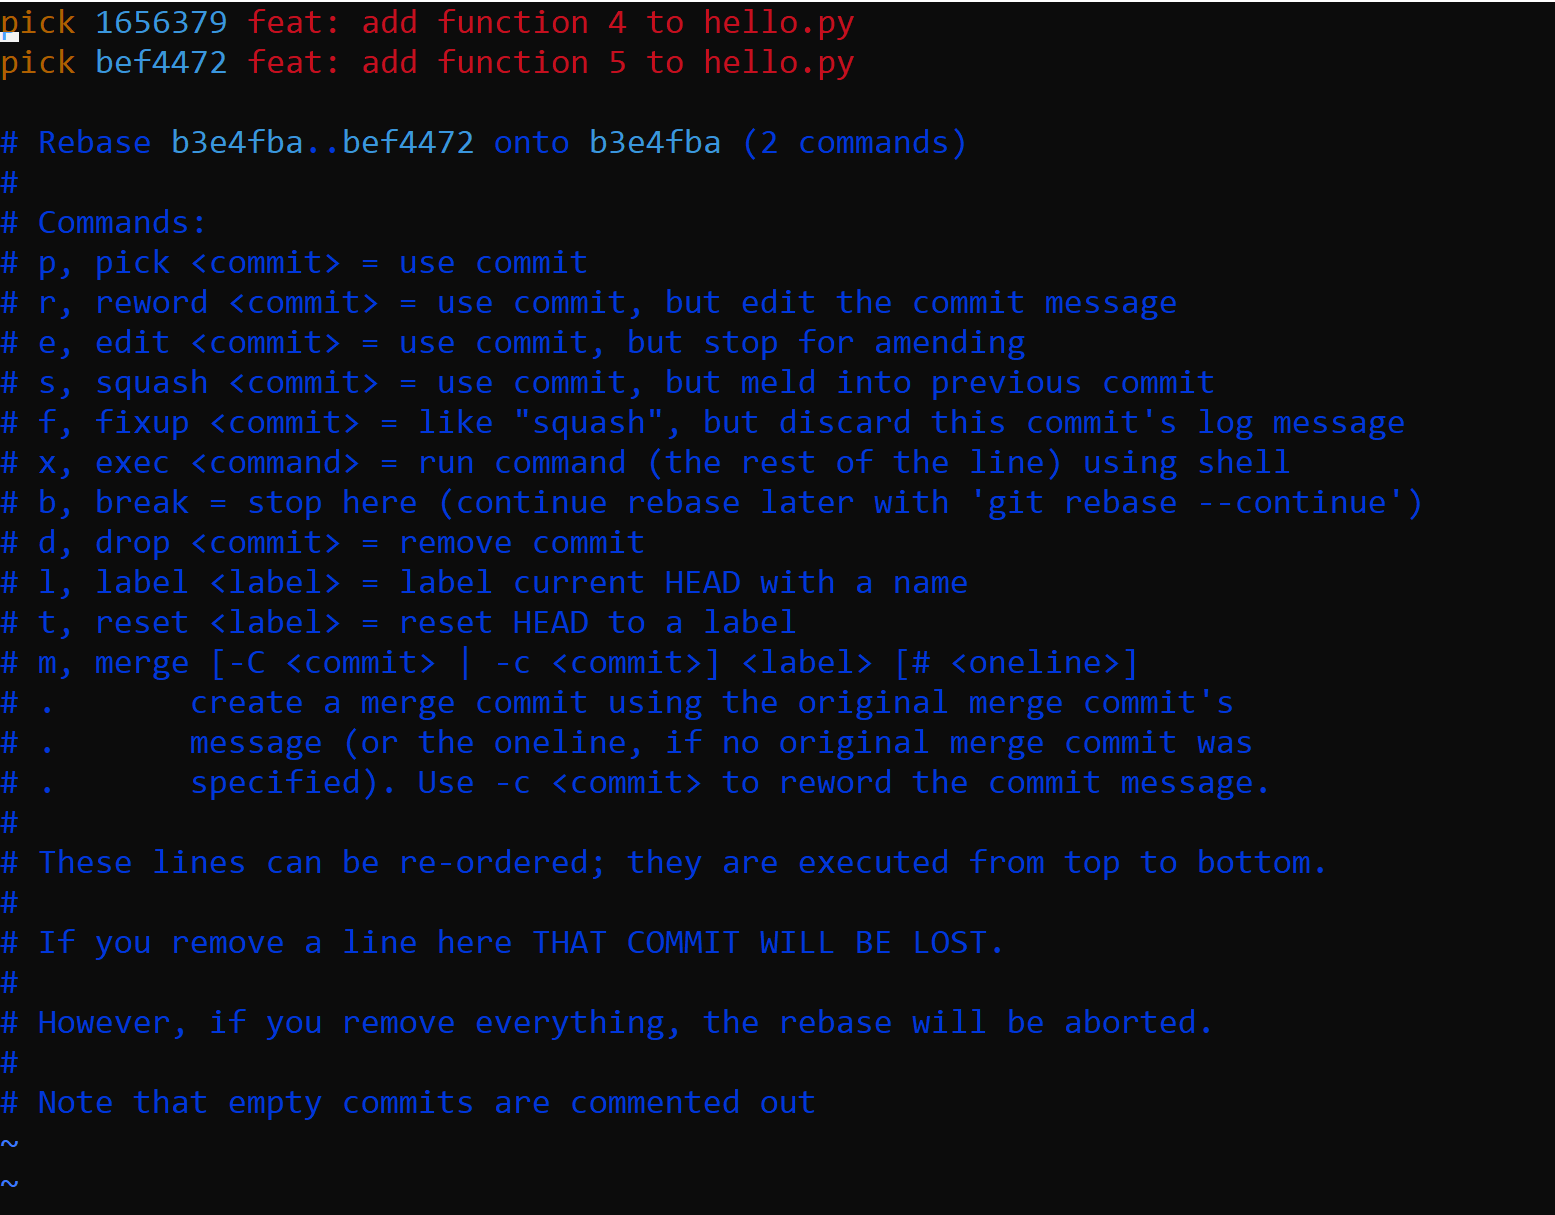 pick 1656379 feat: add function 4 to hello.py
pick bef4472 feat: add function 5 to hello.py

# Rebase b3e4fba..bef4472 onto b3e4fba (2 commands)
#
# Commands:
# p, pick <commit> = use commit
# r, reword <commit> = use commit, but edit the commit message
# e, edit <commit> = use commit, but stop for amending
# s, squash <commit> = use commit, but meld into previous commit
# f, fixup <commit> = like "squash", but discard this commit's log message
# x, exec <command> = run command (the rest of the line) using shell
# b, break = stop here (continue rebase later with 'git rebase --continue')
# d, drop <commit> = remove commit
# l, label <label> = label current HEAD with a name
# t, reset <label> = reset HEAD to a label
# m, merge [-C <commit> | -c <commit>] <label> [# <oneline>]
# .       create a merge commit using the original merge commit's
# .       message (or the oneline, if no original merge commit was
# .       specified). Use -c <commit> to reword the commit message.
#
# These lines can be re-ordered; they are executed from top to bottom.
#
# If you remove a line here THAT COMMIT WILL BE LOST.
#
# However, if you remove everything, the rebase will be aborted.
#
# Note that empty commits are commented out
~
~